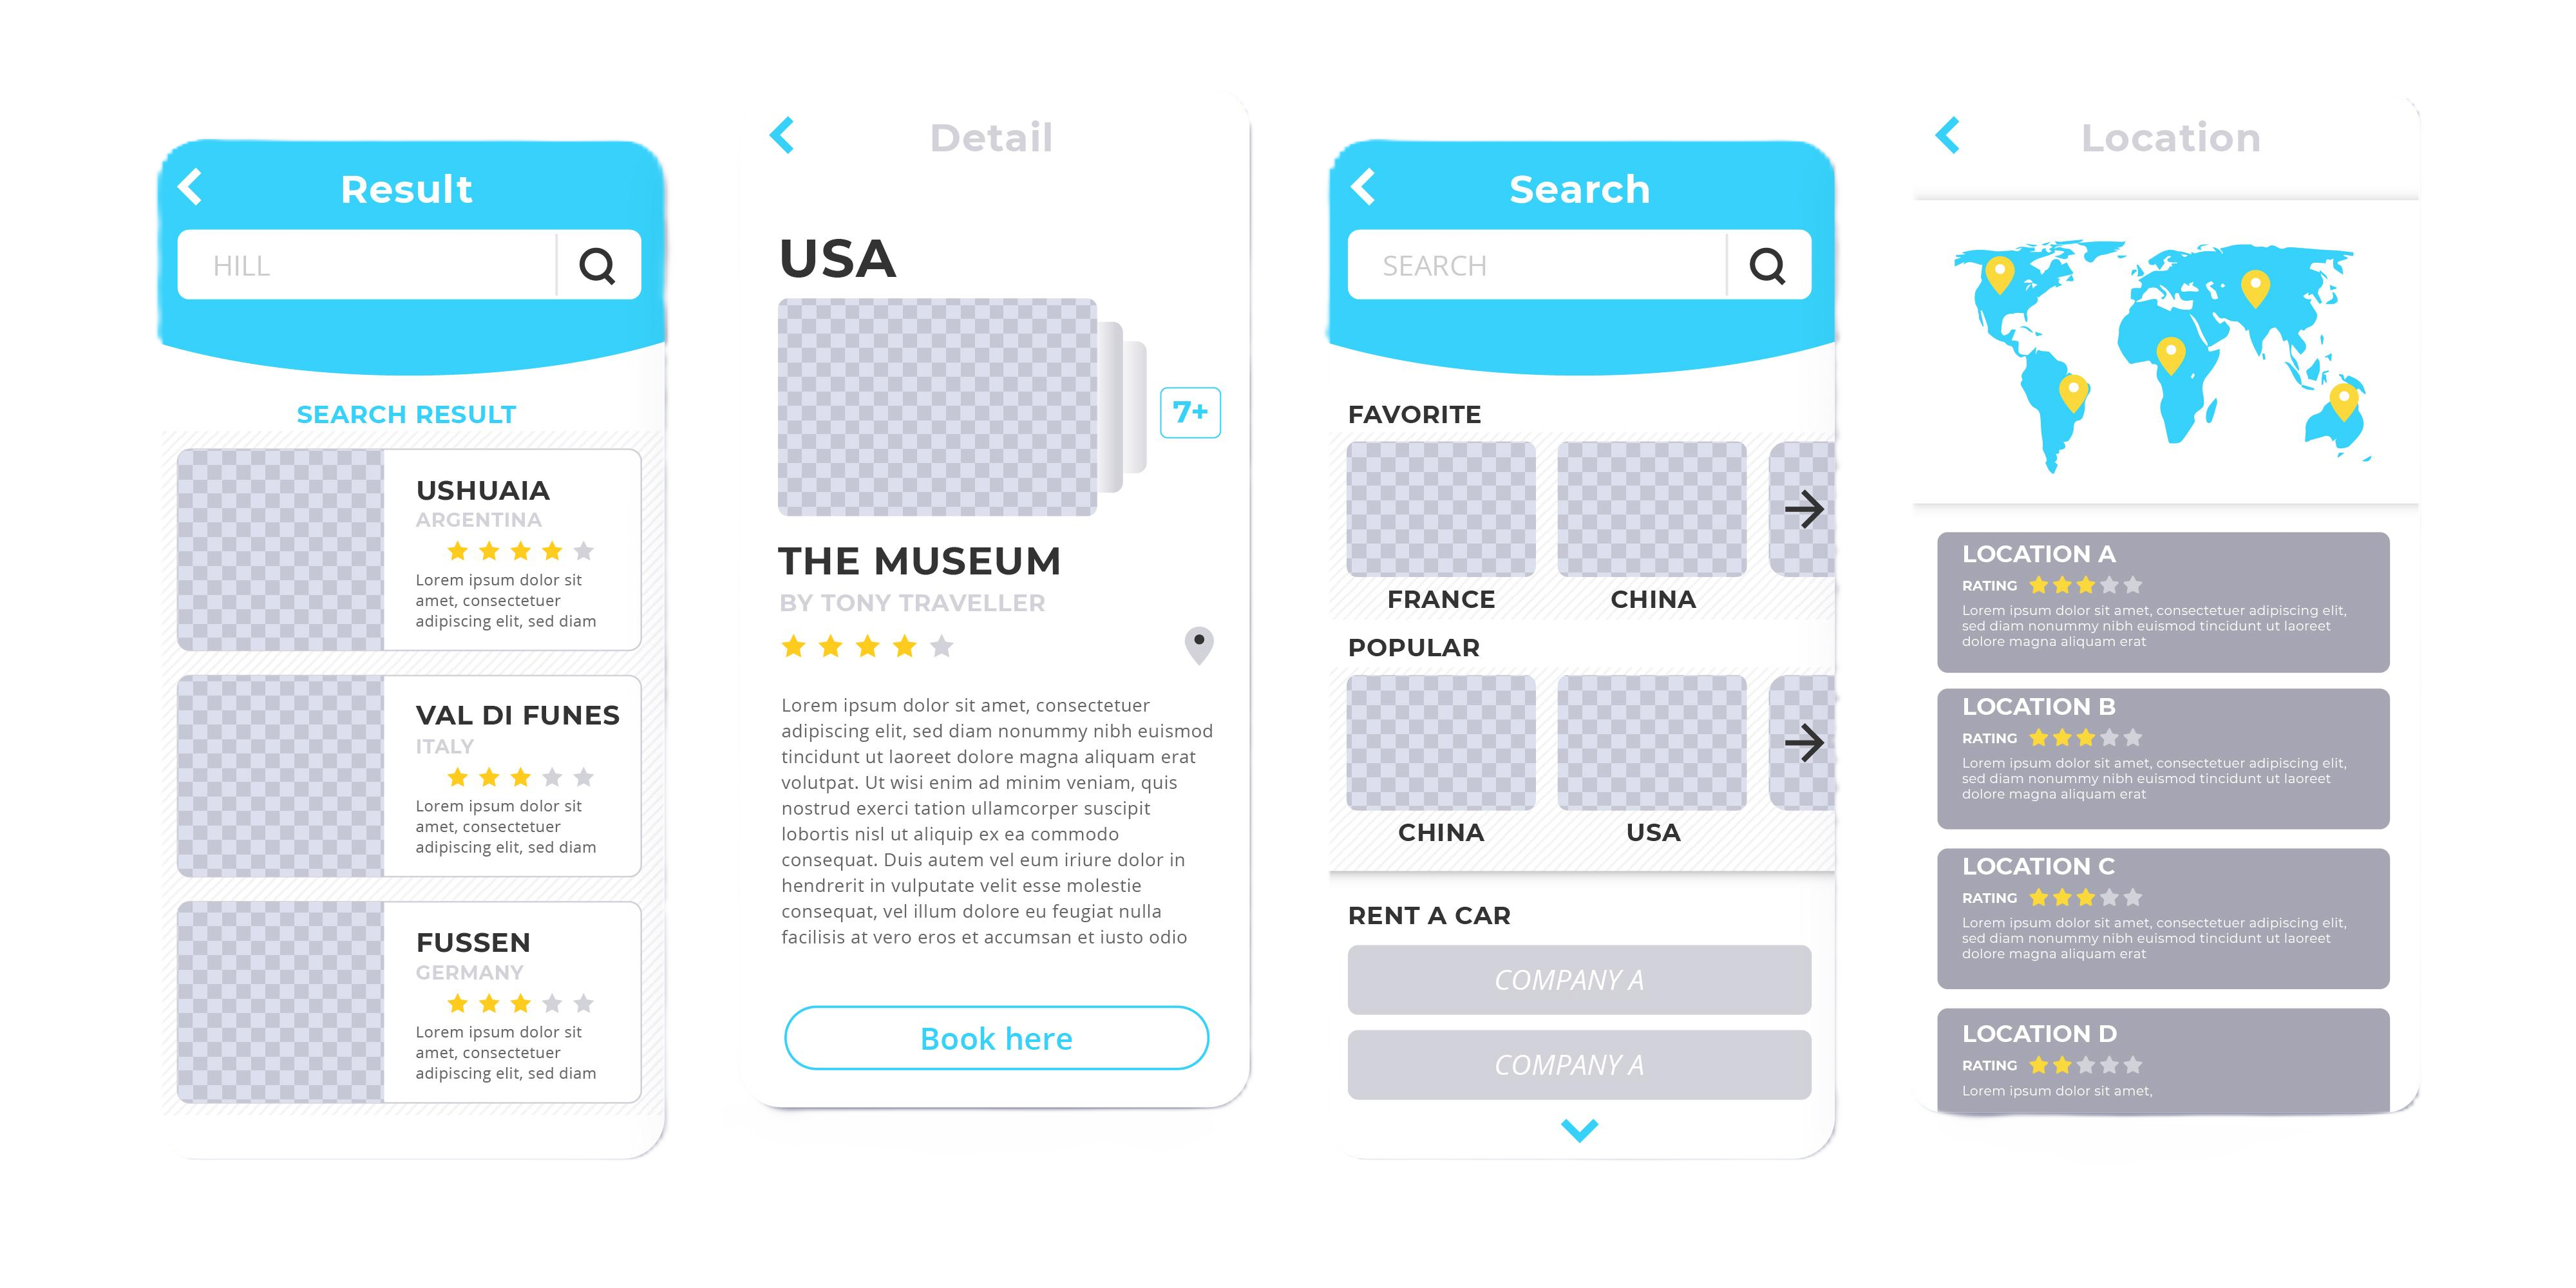 Result
HILL
SEARCH RESULT
USHUAIA
ARGENTINA
Lorem ipsum dolor sit
amet, consectetuer
adipiscing elit, sed diam
VAL DI FUNES
ITALY
Lorem ipsum dolor sit
amet, consectetuer
adipiscing elit, sed diam
FUSSEN
GERMANY
Lorem ipsum dolor sit
amet, consectetuer
adipiscing elit, sed diam
Detail
USA
7+
THE MUSEUM
BY TONY TRAVELLER
Lorem ipsum dolor sit amet, consectetuer
adipiscing elit, sed diam nonummy nibh euismod
tincidunt ut laoreet dolore magna aliquam erat
volutpat. Ut wisi enim ad minim veniam, quis
nostrud exerci tation ullamcorper suscipit
lobortis nisl ut aliquip ex ea commodo
consequat. Duis autem vel eum iriure dolor in
hendrerit in vulputate velit esse molestie
consequat, vel illum dolore eu feugiat nulla
facilisis at vero eros et accumsan et iusto odio
Book here
Search
SEARCH
FAVORITE
FRANCE
CHINA
POPULAR
CHINA
USA
RENT A CAR
COMPANY A
COMPANY A
Location
LOCATION A
RATING
Lorem ipsum dolor sit amet, consectetuer adipiscing elit,
sed diam nonummy nibh euismod tincidunt ut laoreet
dolore magna aliquam erat
LOCATION B
RATING
Lorem ipsum dolor sit amet, consectetuer adipiscing elit,
sed diam nonummy nibh euismod tincidunt ut laoreet
dolore magna aliquam erat
LOCATION C
RATING
Lorem ipsum dolor sit amet, consectetuer adipiscing elit,
sed diam nonummy nibh euismod tincidunt ut laoreet
dolore magna aliquam erat
LOCATION D
RATING
Lorem ipsum dolor sit amet,